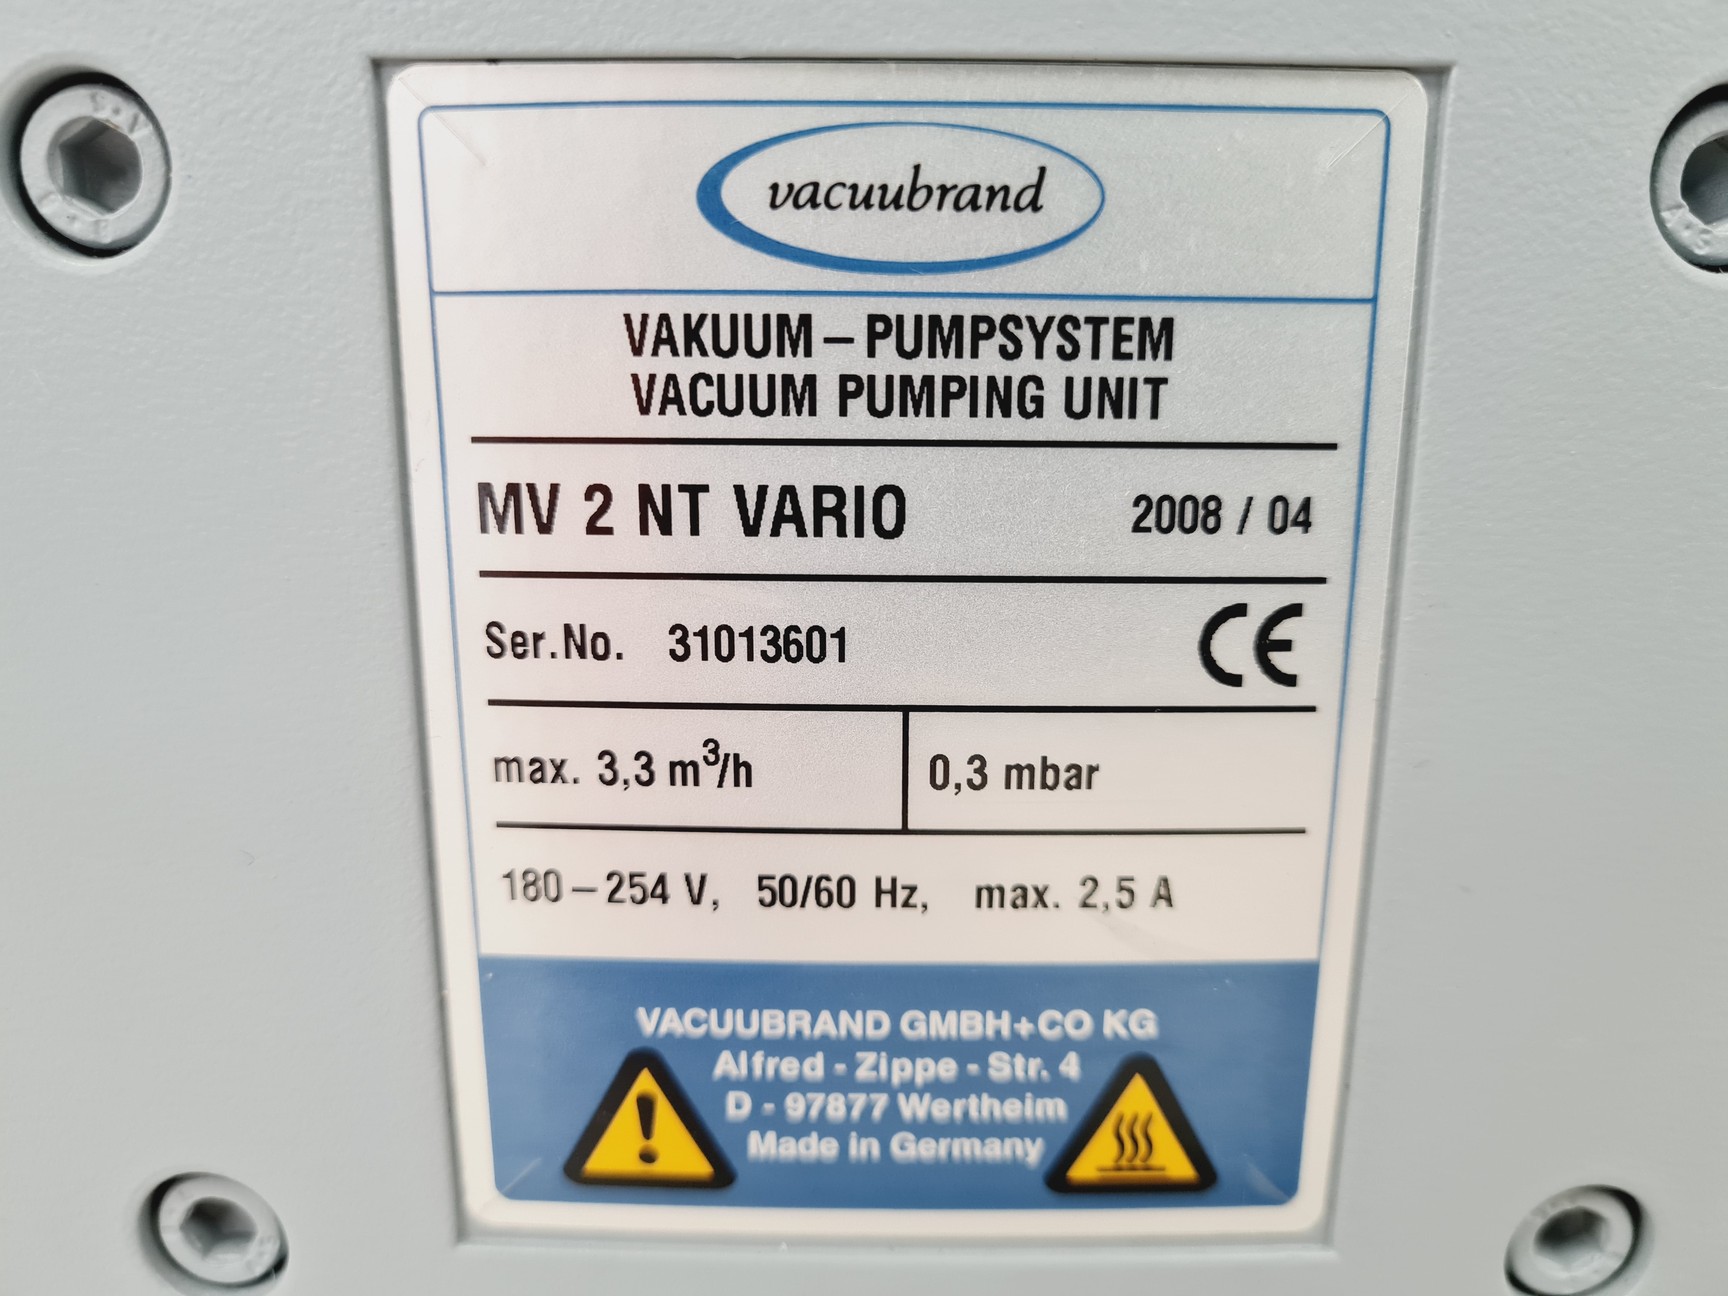 vacuubrand
VAKUUM – PUMPSYSTEM
VACUUM PUMPING UNIT
MV 2 NT VARIO 2008 / 04
Ser.No. 31013601 CE
max. 3,3 m³/h 0,3 mbar
180 – 254 V, 50/60 Hz, max. 2,5 A
VACUUBRAND GMBH+CO KG
Alfred - Zippe - Str. 4
D - 97877 Wertheim
Made in Germany